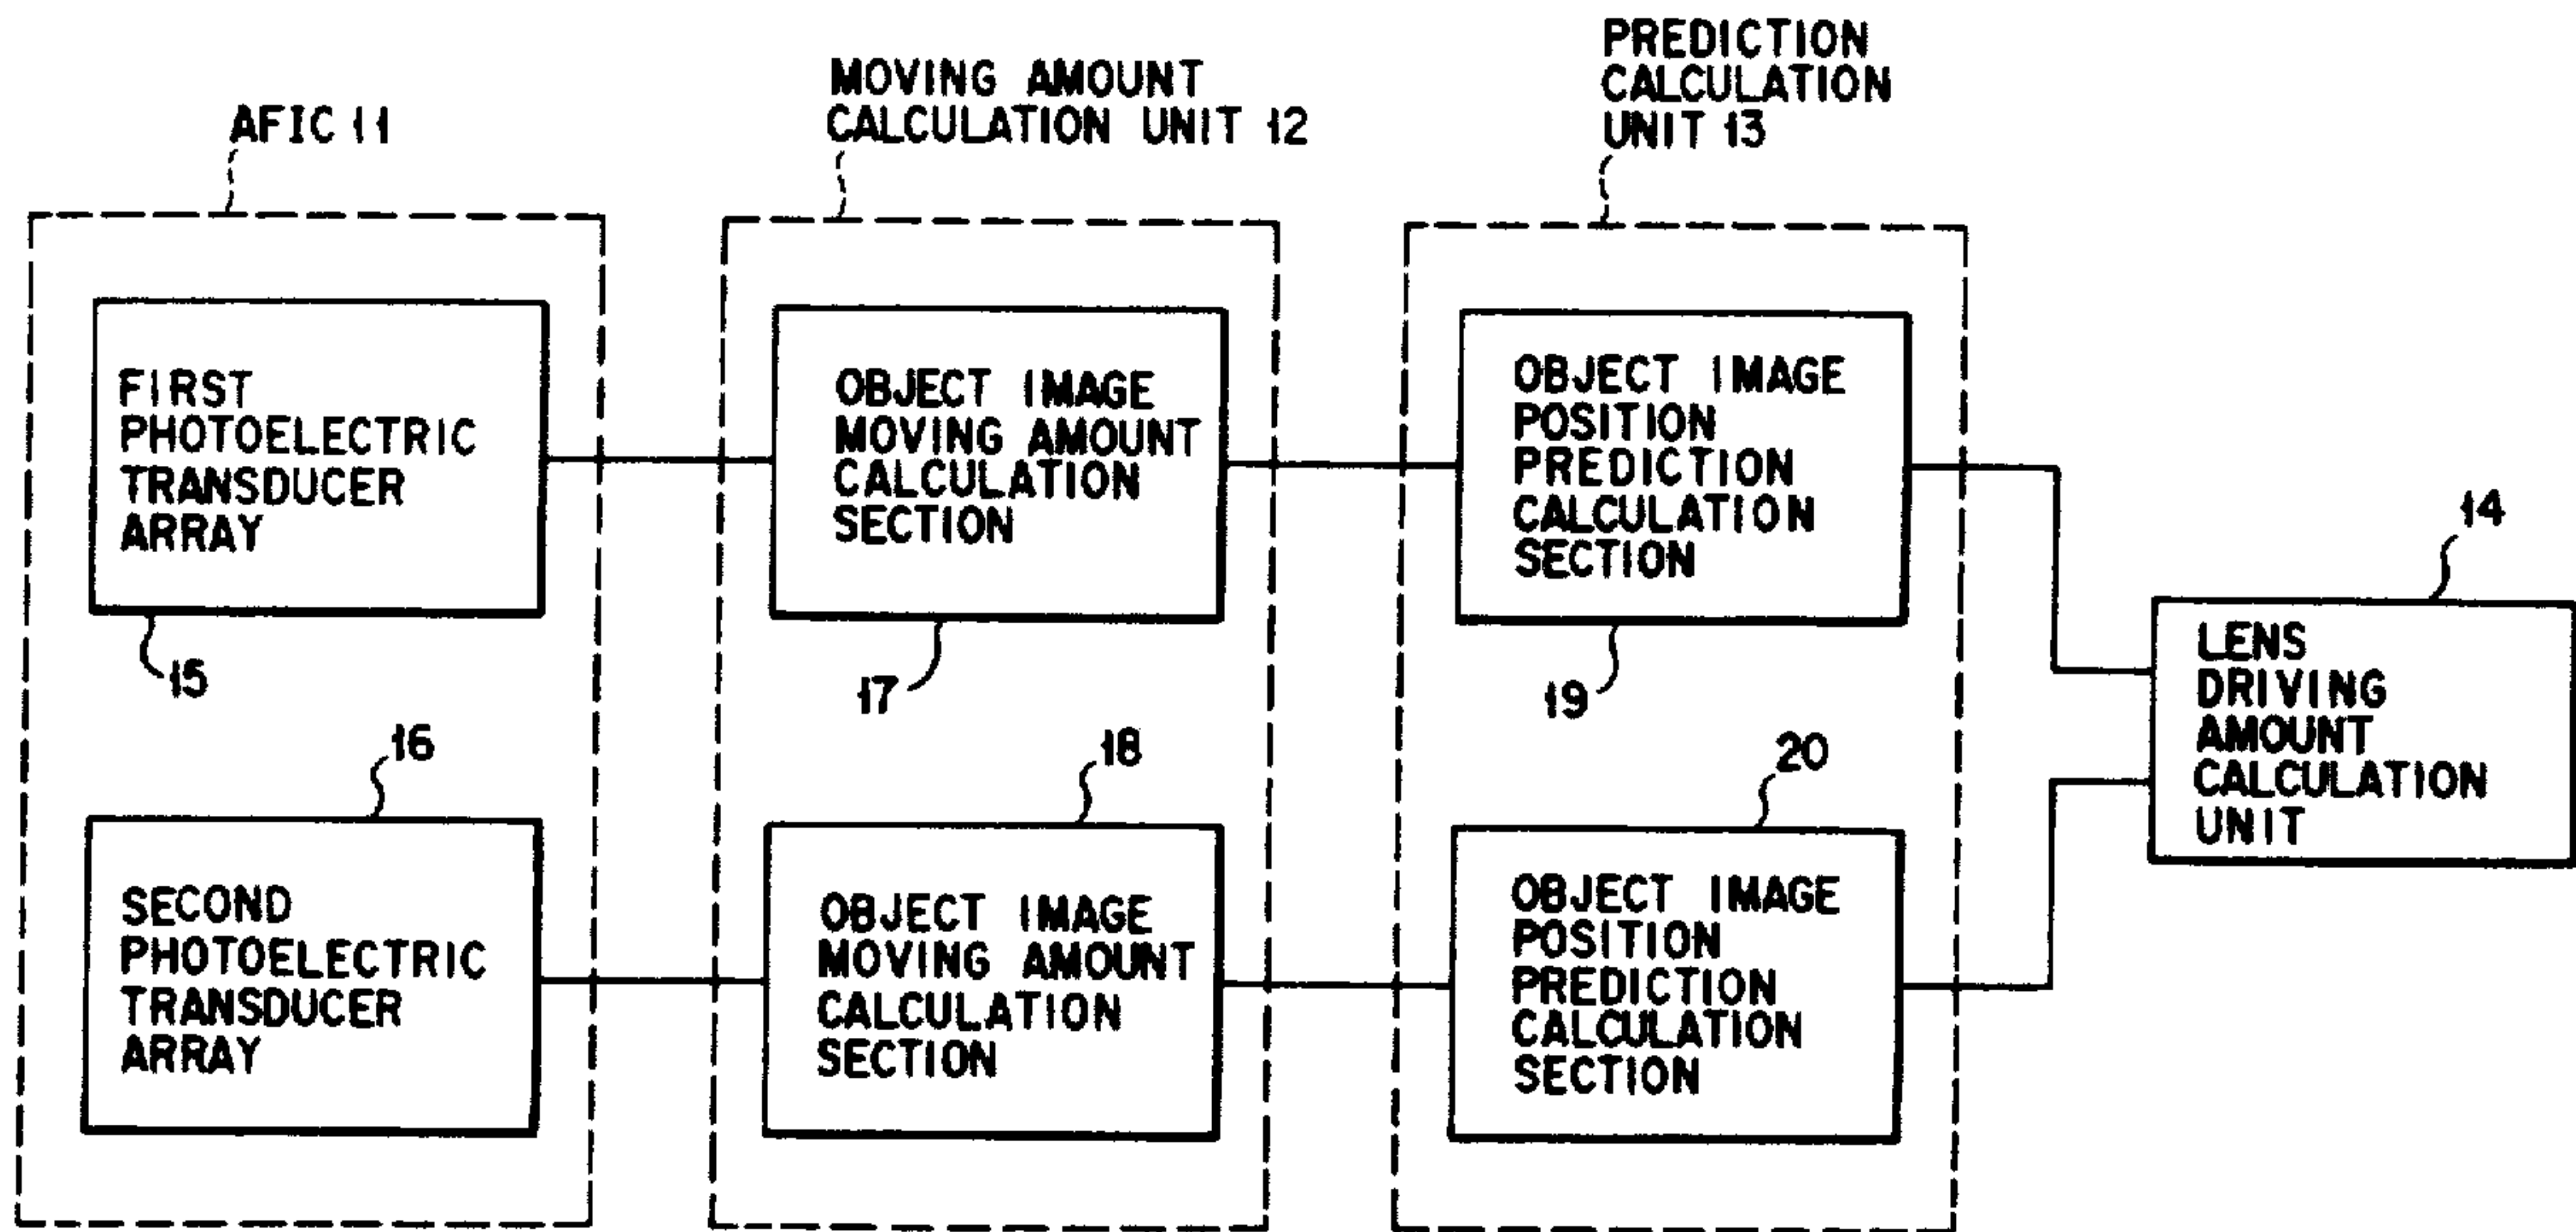 AFIC 11
MOVING AMOUNT
CALCULATION UNIT 12
PREDICTION
CALCULATION
UNIT 13
FIRST
PHOTOELECTRIC
TRANSDUCER
ARRAY
15
OBJECT IMAGE
MOVING AMOUNT
CALCULATION
SECTION
17
OBJECT IMAGE
POSITION
PREDICTION
CALCULATION
SECTION
19
14
LENS
DRIVING
AMOUNT
CALCULATION
UNIT
16
SECOND
PHOTOELECTRIC
TRANSDUCER
ARRAY
18
OBJECT IMAGE
MOVING AMOUNT
CALCULATION
SECTION
20
OBJECT IMAGE
POSITION
PREDICTION
CALCULATION
SECTION